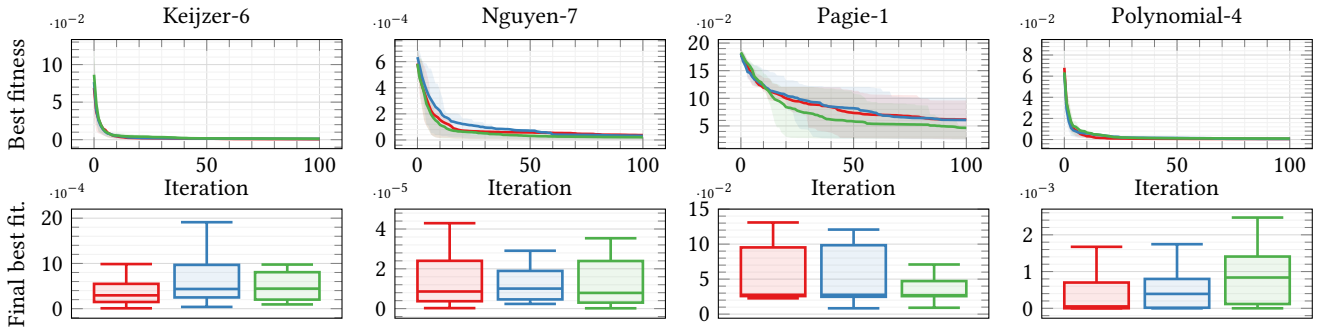 Keijzer-6 Nguyen-7 Pagie-1 Polynomial-4
·10⁻² ·10⁻⁴ ·10⁻²
Best fitness
10
5
0
0 50 100
Iteration
6
4
2
0
0 50 100
Iteration
20
15
10
5
0 50 100
Iteration
8
6
4
2
0
0 50 100
Iteration
·10⁻⁴ ·10⁻⁵ ·10⁻² ·10⁻³
Final best fit.
20
10
0
4
2
0
15
10
5
0
2
1
0